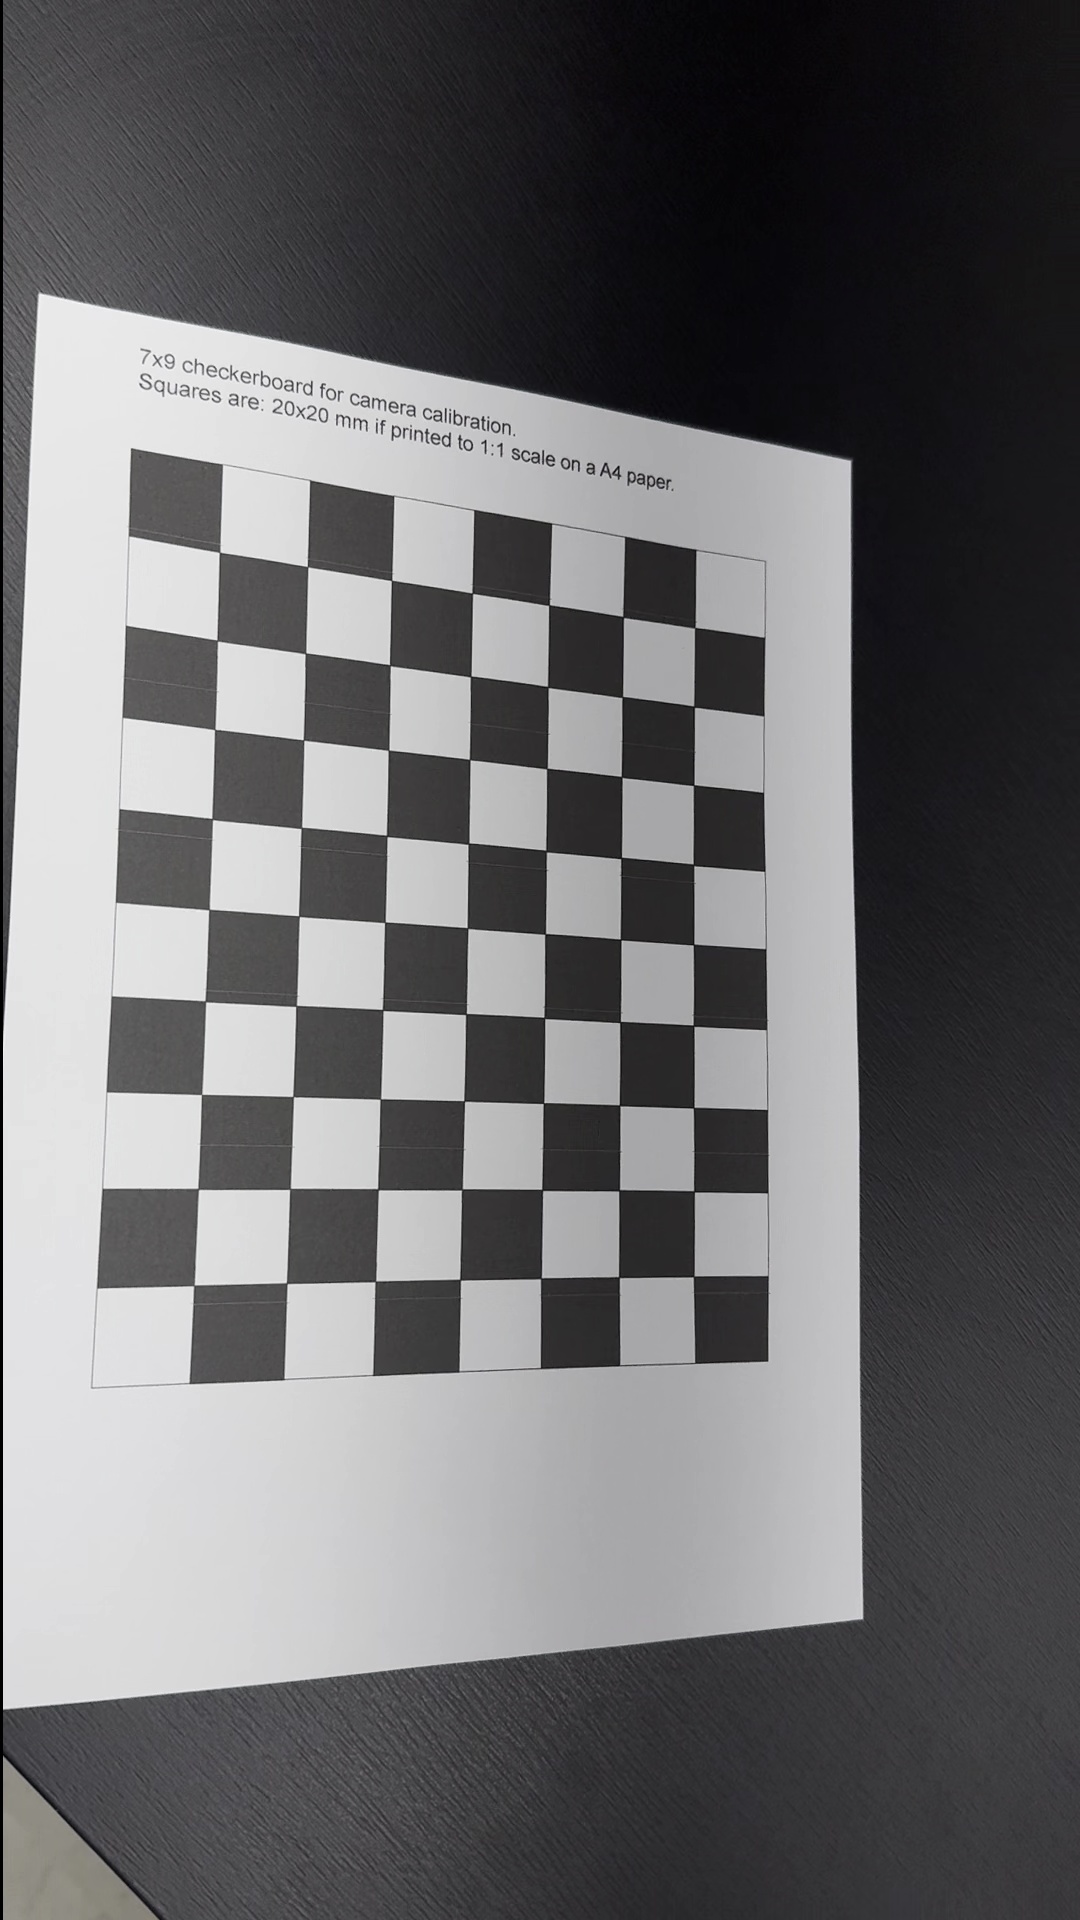 7x9 checkerboard for camera calibration.
Squares are: 20x20 mm if printed to 1:1 scale on a A4 paper.